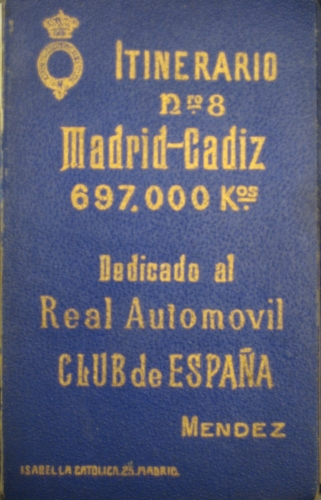 ITINERARIO
Nro 8
Madrid-Cadiz
697.000 Kos.
Dedicado al
Real Automovil
CLUB de ESPAÑA
MENDEZ
ISABEL LA CATOLICA. 25. MADRID.